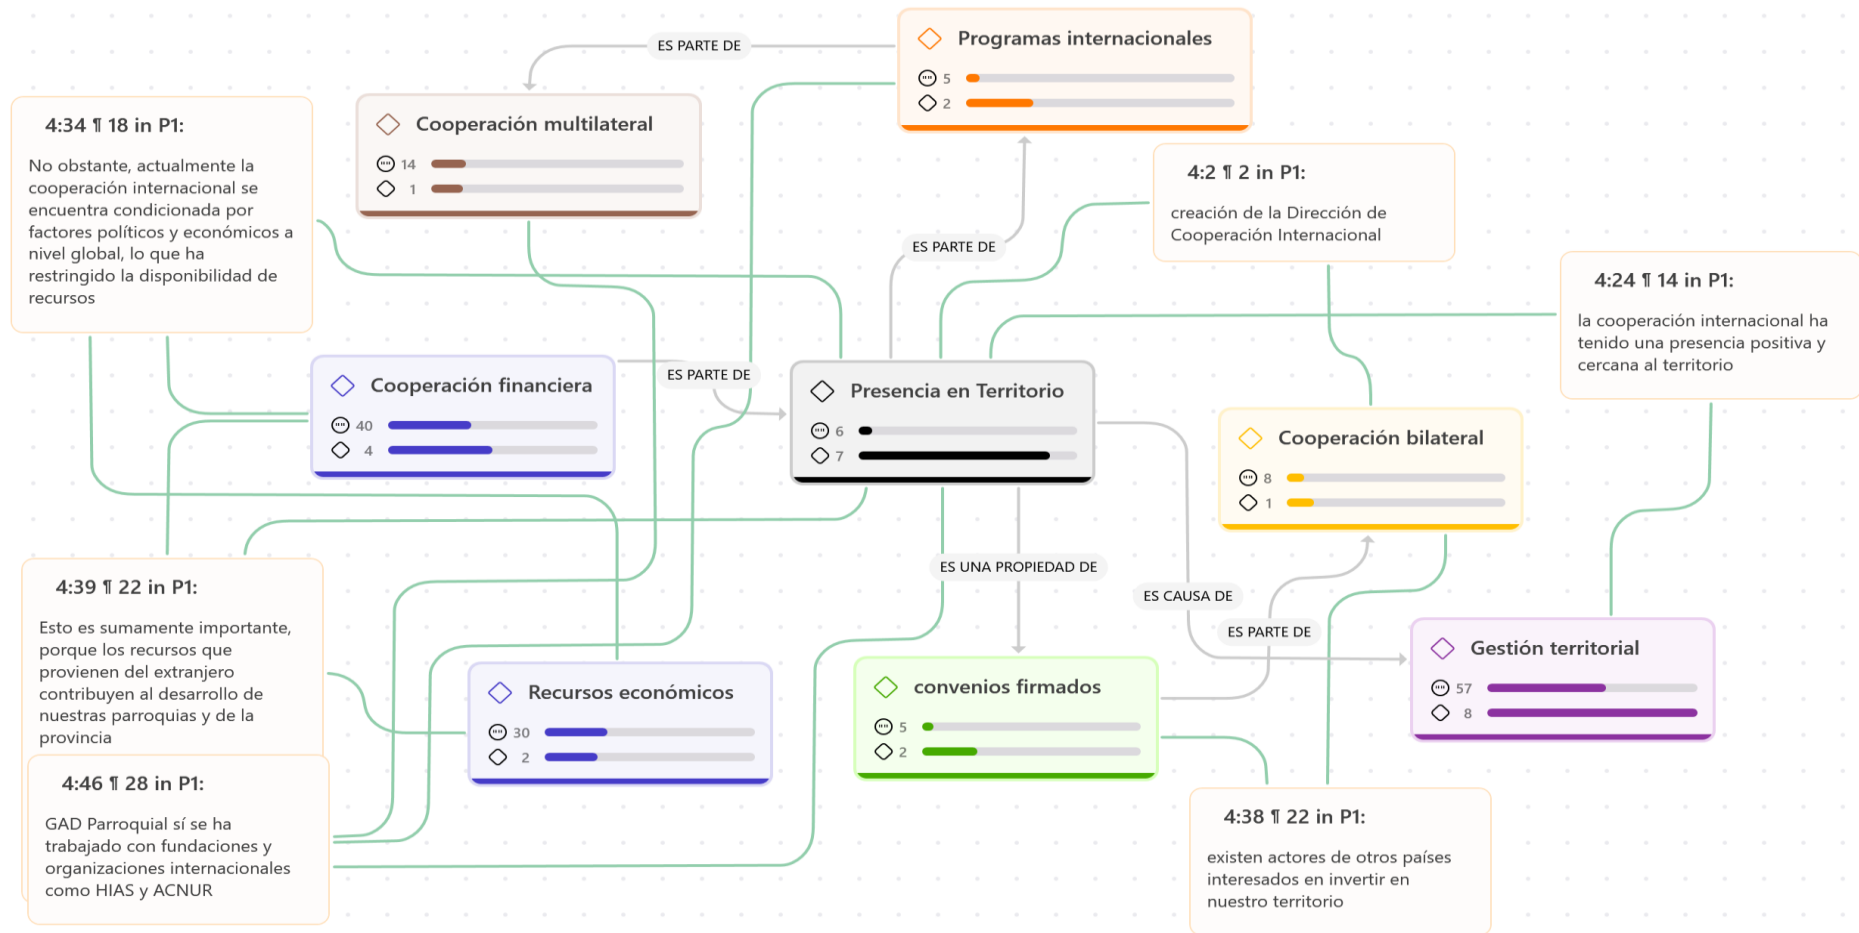 ES PARTE DE
Programas internacionales
5
2
4:34 ¶ 18 in P1:
No obstante, actualmente la
cooperación internacional se
encuentra condicionada por
factores políticos y económicos a
nivel global, lo que ha
restringido la disponibilidad de
recursos
Cooperación multilateral
14
1
4:2 ¶ 2 in P1:
creación de la Dirección de
Cooperación Internacional
ES PARTE DE
4:24 ¶ 14 in P1:
la cooperación internacional ha
tenido una presencia positiva y
cercana al territorio
Cooperación financiera
40
4
ES PARTE DE
Presencia en Territorio
6
7
Cooperación bilateral
8
1
ES UNA PROPIEDAD DE
ES CAUSA DE
ES PARTE DE
4:39 ¶ 22 in P1:
Esto es sumamente importante,
porque los recursos que
provienen del extranjero
contribuyen al desarrollo de
nuestras parroquias y de la
provincia
Recursos económicos
30
2
convenios firmados
5
2
Gestión territorial
57
8
4:46 ¶ 28 in P1:
GAD Parroquial sí se ha
trabajado con fundaciones y
organizaciones internacionales
como HIAS y ACNUR
4:38 ¶ 22 in P1:
existen actores de otros países
interesados en invertir en
nuestro territorio